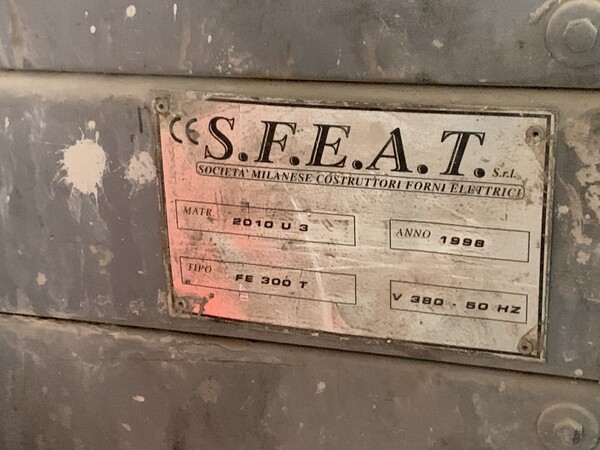 CE S.F.E.A.T. S.r.l.
SOCIETA' MILANESE COSTRUTTORI FORNI ELETTRICI
MATR. 2010 U 3
ANNO 1998
TIPO FE 300 T
V 380 - 50 HZ